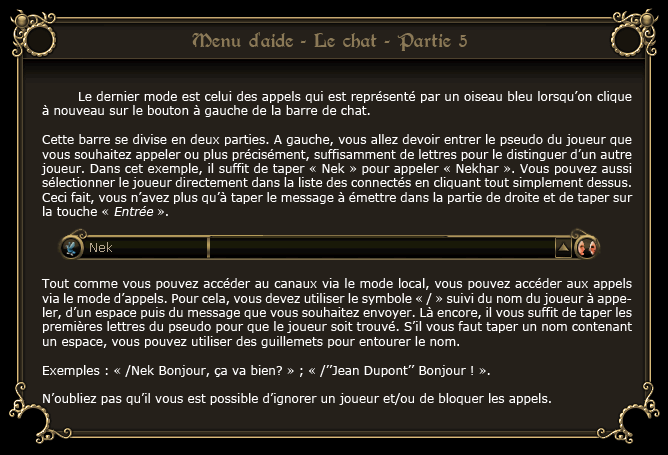 Menu d'aide - Le chat - Partie 5
Le dernier mode est celui des appels qui est représenté par un oiseau bleu lorsqu'on clique
à nouveau sur le bouton à gauche de la barre de chat.
Cette barre se divise en deux parties. A gauche, vous allez devoir entrer le pseudo du joueur que
vous souhaitez appeler ou plus précisément, suffisamment de lettres pour le distinguer d'un autre
joueur. Dans cet exemple, il suffit de taper « Nek » pour appeler « Nekhar ». Vous pouvez aussi
sélectionner le joueur directement dans la liste des connectés en cliquant tout simplement dessus.
Ceci fait, vous n'avez plus qu'à taper le message à émettre dans la partie de droite et de taper sur
la touche « Entrée ».
Nek
Tout comme vous pouvez accéder au canaux via le mode local, vous pouvez accéder aux appels
via le mode d'appels. Pour cela, vous devez utiliser le symbole « / » suivi du nom du joueur à appe-
ler, d'un espace puis du message que vous souhaitez envoyer. Là encore, il vous suffit de taper les
premières lettres du pseudo pour que le joueur soit trouvé. S'il vous faut taper un nom contenant
un espace, vous pouvez utiliser des guillemets pour entourer le nom.
Exemples : « /Nek Bonjour, ça va bien? » ; « /"Jean Dupont" Bonjour ! ».
N'oubliez pas qu'il vous est possible d'ignorer un joueur et/ou de bloquer les appels.